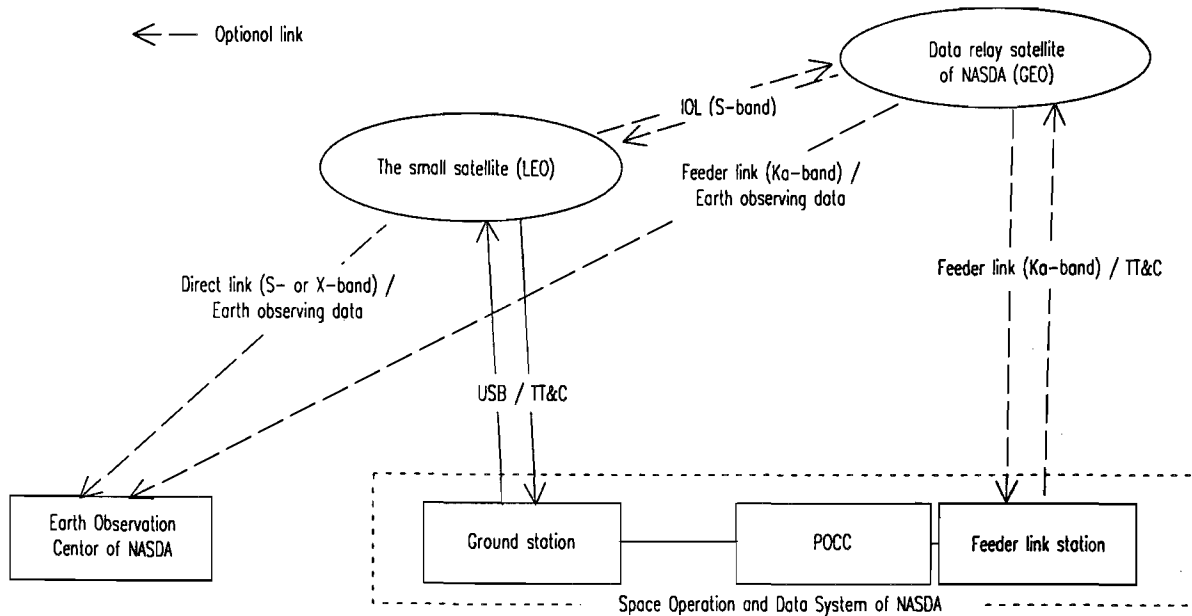 Optional link
Data relay satellite
of NASDA (GEO)
IOL (S-band)
The small satellite (LEO)
Feeder link (Ka-band) /
Earth observing data
Feeder link (Ka-band) / TT&C
Direct link (S- or X-band) /
Earth observing data
USB / TT&C
Earth Observation
Centor of NASDA
Ground station
POCC
Feeder link station
Space Operation and Data System of NASDA